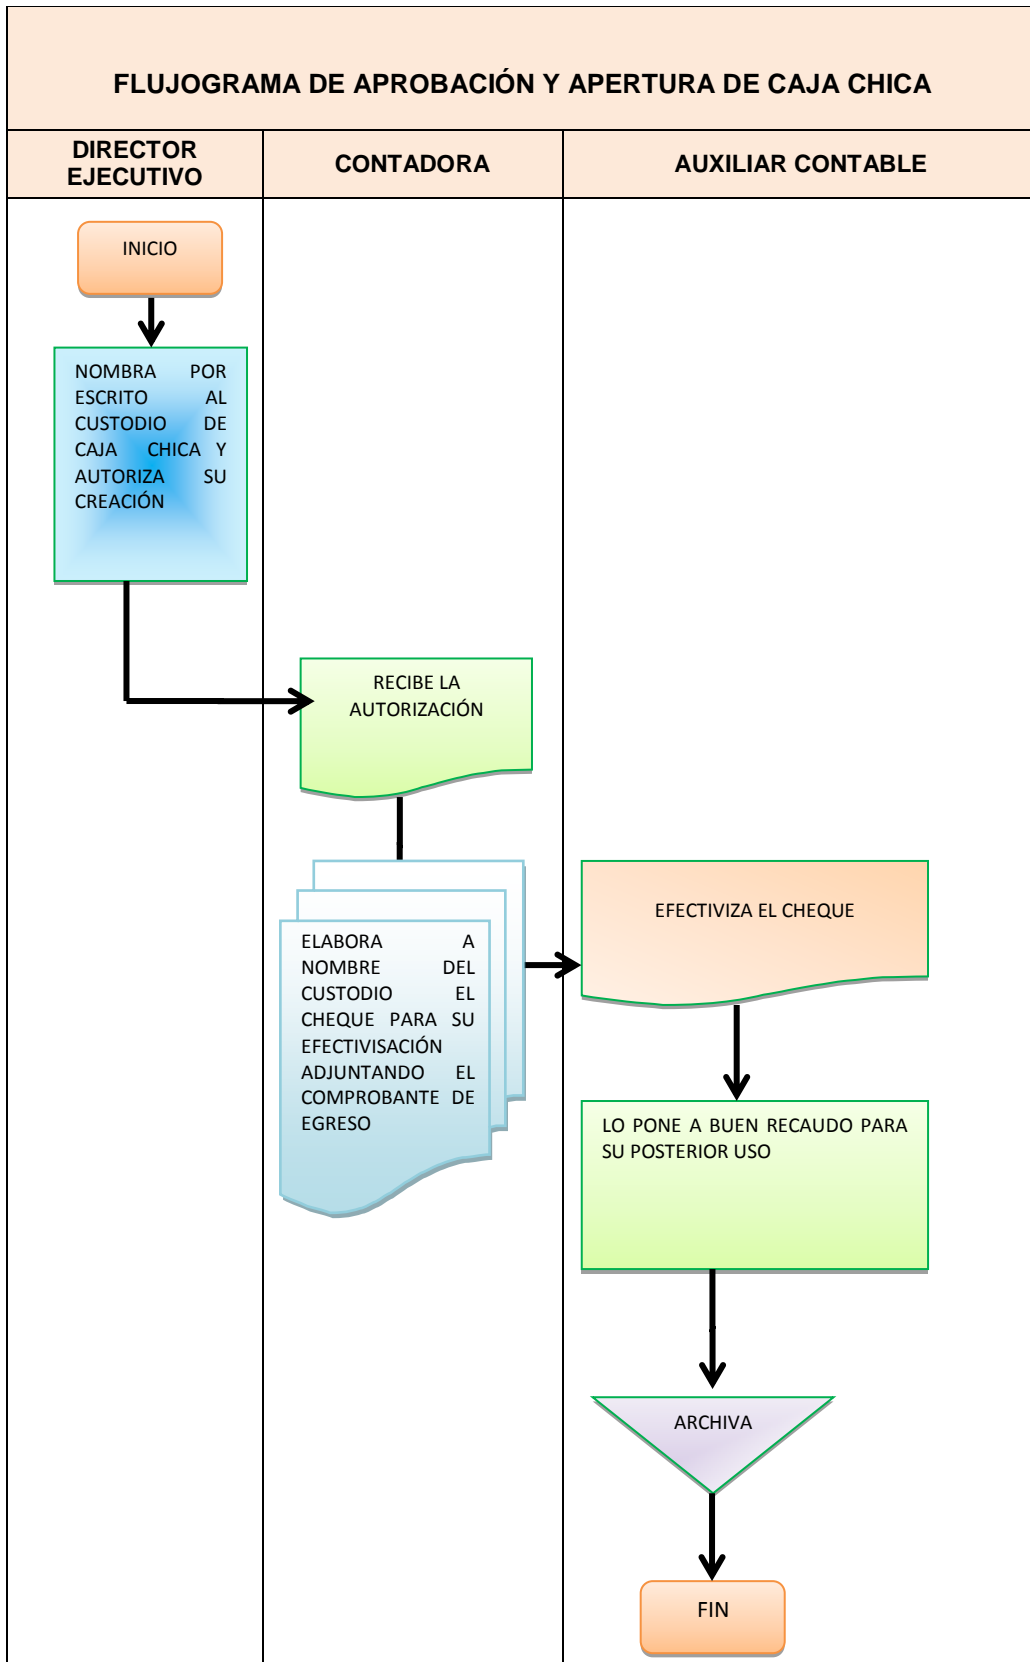 FLUJOGRAMA DE APROBACIÓN Y APERTURA DE CAJA CHICA
DIRECTOR
EJECUTIVO
CONTADORA
AUXILIAR CONTABLE
INICIO
NOMBRA POR
ESCRITO AL
CUSTODIO DE
CAJA CHICA Y
AUTORIZA SU
CREACIÓN
RECIBE LA
AUTORIZACIÓN
ELABORA A
NOMBRE DEL
CUSTODIO EL
CHEQUE PARA SU
EFECTIVISACIÓN
ADJUNTANDO EL
COMPROBANTE DE
EGRESO
EFECTIVIZA EL CHEQUE
LO PONE A BUEN RECAUDO PARA
SU POSTERIOR USO
ARCHIVA
FIN